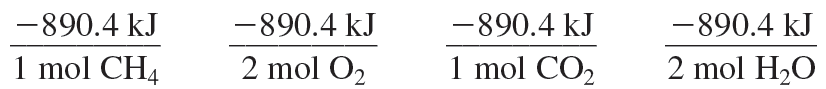 −890.4 kJ −890.4 kJ −890.4 kJ −890.4 kJ
1 mol CH₄ 2 mol O₂ 1 mol CO₂ 2 mol H₂O